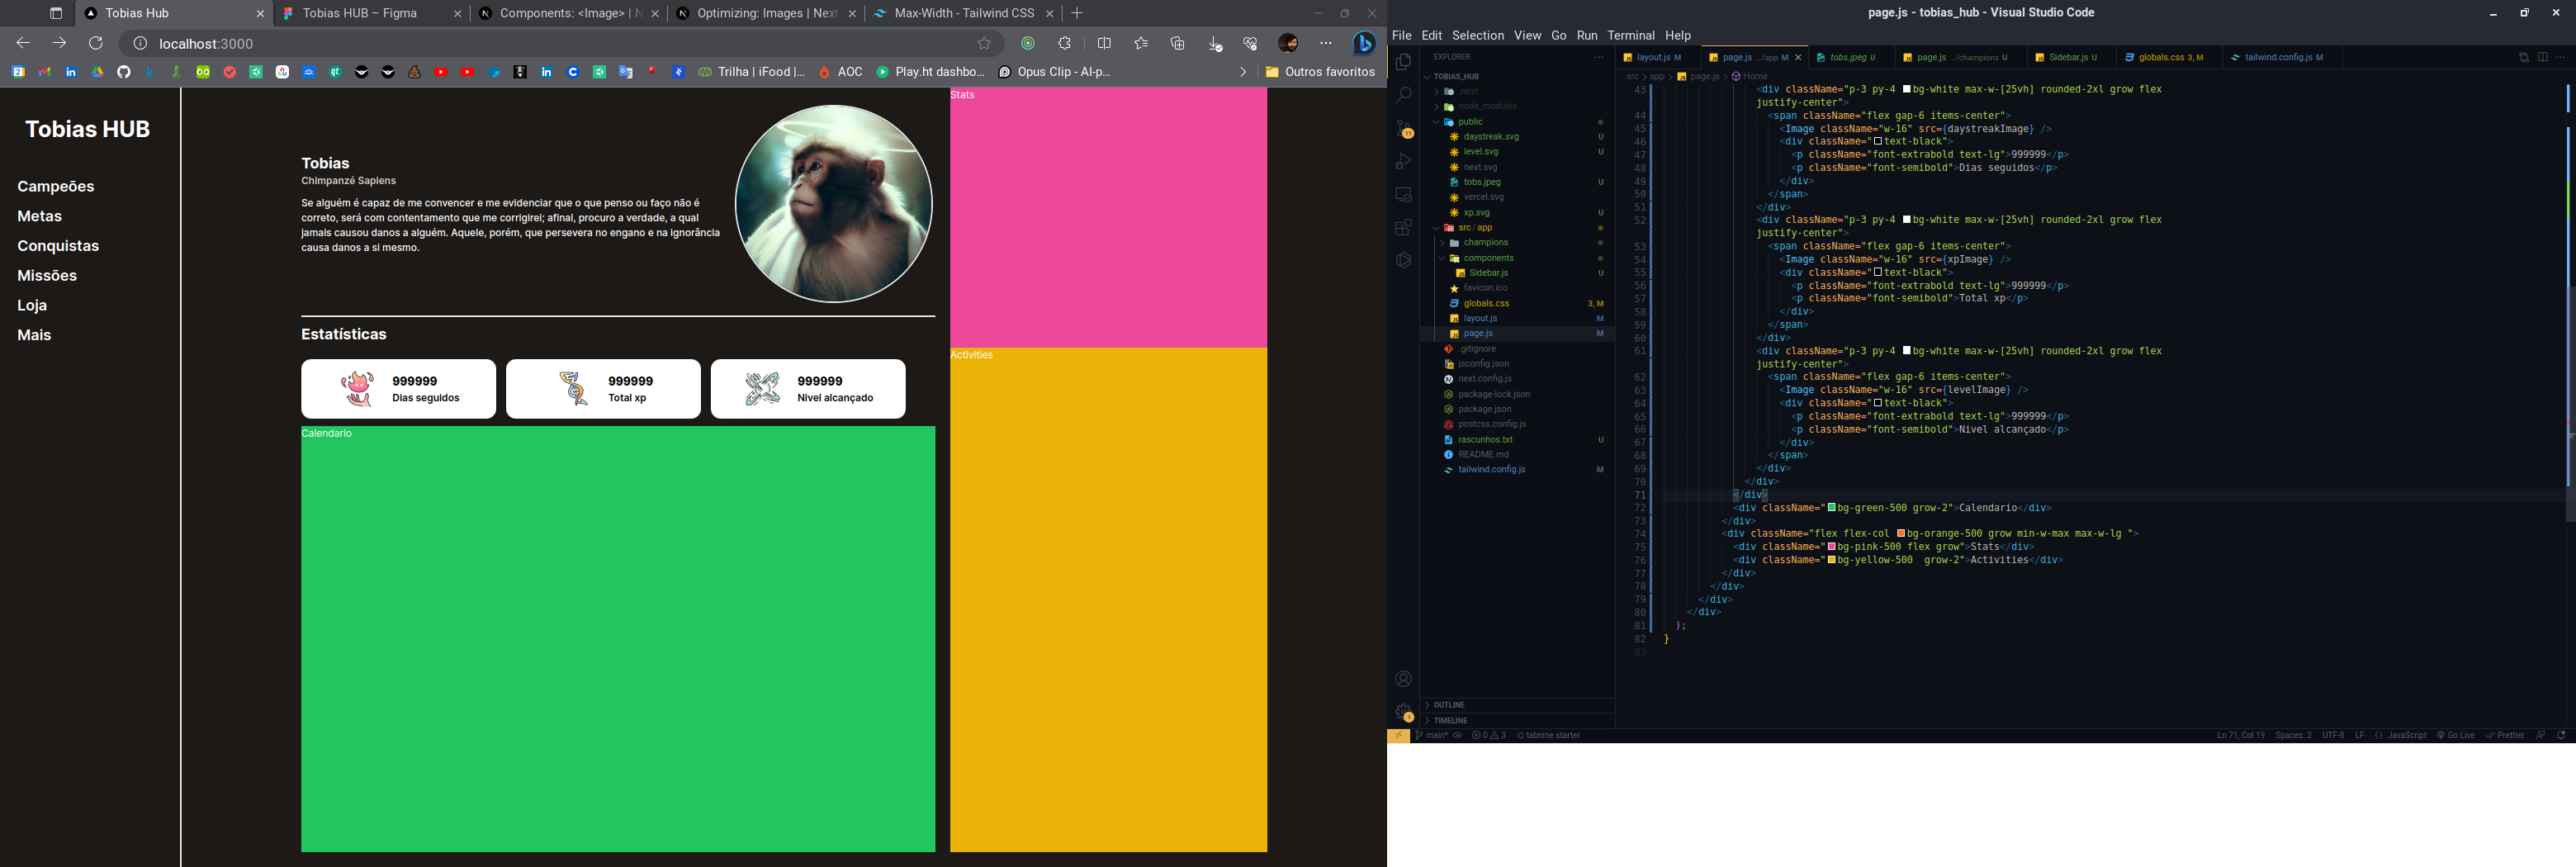 Tobias Hub
Tobias HUB – Figma
Components: <Image> | N
Optimizing: Images | Next
Max-Width - Tailwind CSS
localhost:3000
Trilha | iFood |...
AOC
Play.ht dashbo...
Opus Clip - AI-p...
Outros favoritos
Tobias HUB
Campeões
Metas
Conquistas
Missões
Loja
Mais
Tobias
Chimpanzé Sapiens
Se alguém é capaz de me convencer e me evidenciar que o que penso ou faço não é
correto, será com contentamento que me corrigirei; afinal, procuro a verdade, a qual
jamais causou danos a alguém. Aquele, porém, que persevera no engano e na ignorância
causa danos a si mesmo.
Estatísticas
999999
Dias seguidos
999999
Total xp
999999
Nivel alcançado
Calendario
Stats
Activities
page.js - tobias_hub - Visual Studio Code
File Edit Selection View Go Run Terminal Help
EXPLORER
TOBIAS_HUB
.next
node_modules
public
daystreak.svg U
level.svg U
next.svg
tobs.jpeg U
vercel.svg
xp.svg U
src / app
champions
components
Sidebar.js U
favicon.ico
globals.css 3, M
layout.js M
page.js M
.gitignore
jsconfig.json
next.config.js
package-lock.json
package.json
postcss.config.js
rascunhos.txt U
README.md
tailwind.config.js M
OUTLINE
TIMELINE
layout.js M
page.js .../app M
tobs.jpeg U
page.js .../champions U
Sidebar.js U
globals.css 3, M
tailwind.config.js M
src > app > page.js > Home
43 <div className="p-3 py-4 bg-white max-w-[25vh] rounded-2xl grow flex
justify-center">
44 <span className="flex gap-6 items-center">
45 <Image className="w-16" src={daystreakImage} />
46 <div className="text-black">
47 <p className="font-extrabold text-lg">999999</p>
48 <p className="font-semibold">Dias seguidos</p>
49 </div>
50 </span>
51 </div>
52 <div className="p-3 py-4 bg-white max-w-[25vh] rounded-2xl grow flex
justify-center">
53 <span className="flex gap-6 items-center">
54 <Image className="w-16" src={xpImage} />
55 <div className="text-black">
56 <p className="font-extrabold text-lg">999999</p>
57 <p className="font-semibold">Total xp</p>
58 </div>
59 </span>
60 </div>
61 <div className="p-3 py-4 bg-white max-w-[25vh] rounded-2xl grow flex
justify-center">
62 <span className="flex gap-6 items-center">
63 <Image className="w-16" src={levelImage} />
64 <div className="text-black">
65 <p className="font-extrabold text-lg">999999</p>
66 <p className="font-semibold">Nivel alcançado</p>
67 </div>
68 </span>
69 </div>
70 </div>
71 </div>
72 <div className="bg-green-500 grow-2">Calendario</div>
73 </div>
74 <div className="flex flex-col bg-orange-500 grow min-w-max max-w-lg ">
75 <div className="bg-pink-500 flex grow">Stats</div>
76 <div className="bg-yellow-500  grow-2">Activities</div>
77 </div>
78 </div>
79 </div>
80 </div>
81 );
82 }
83
11
1
main* 0 3 tabnine starter
Ln 71, Col 19 Spaces: 2 UTF-8 LF {} JavaScript Go Live Prettier